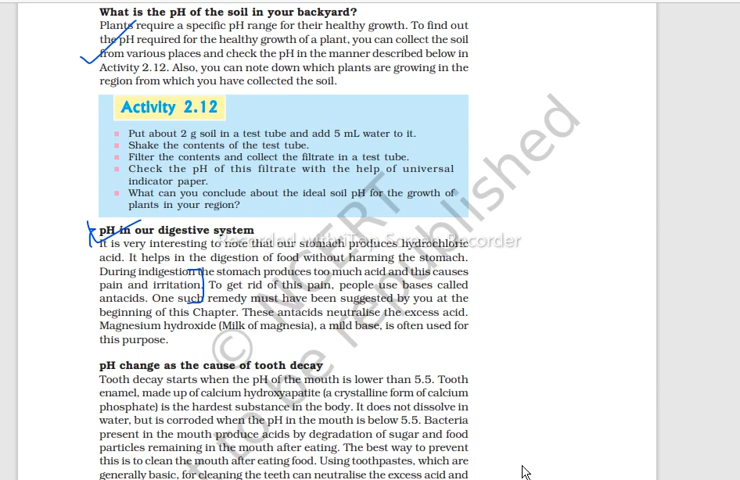 What is the pH of the soil in your backyard?
Plants require a specific pH range for their healthy growth. To find out
the pH required for the healthy growth of a plant, you can collect the soil
from various places and check the pH in the manner described below in
Activity 2.12. Also, you can note down which plants are growing in the
region from which you have collected the soil.
Activity 2.12
Put about 2 g soil in a test tube and add 5 mL water to it.
Shake the contents of the test tube.
Filter the contents and collect the filtrate in a test tube.
Check the pH of this filtrate with the help of universal
indicator paper.
What can you conclude about the ideal soil pH for the growth of
plants in your region?
pH in our digestive system
It is very interesting to note that our stomach produces hydrochloric
acid. It helps in the digestion of food without harming the stomach.
During indigestion the stomach produces too much acid and this causes
pain and irritation. To get rid of this pain, people use bases called
antacids. One such remedy must have been suggested by you at the
beginning of this Chapter. These antacids neutralise the excess acid.
Magnesium hydroxide (Milk of magnesia), a mild base, is often used for
this purpose.
pH change as the cause of tooth decay
Tooth decay starts when the pH of the mouth is lower than 5.5. Tooth
enamel, made up of calcium hydroxyapatite (a crystalline form of calcium
phosphate) is the hardest substance in the body. It does not dissolve in
water, but is corroded when the pH in the mouth is below 5.5. Bacteria
present in the mouth produce acids by degradation of sugar and food
particles remaining in the mouth after eating. The best way to prevent
this is to clean the mouth after eating food. Using toothpastes, which are
generally basic, for cleaning the teeth can neutralise the excess acid and
© NCERT
t to be republished
Recorded with iTop Screen Recorder